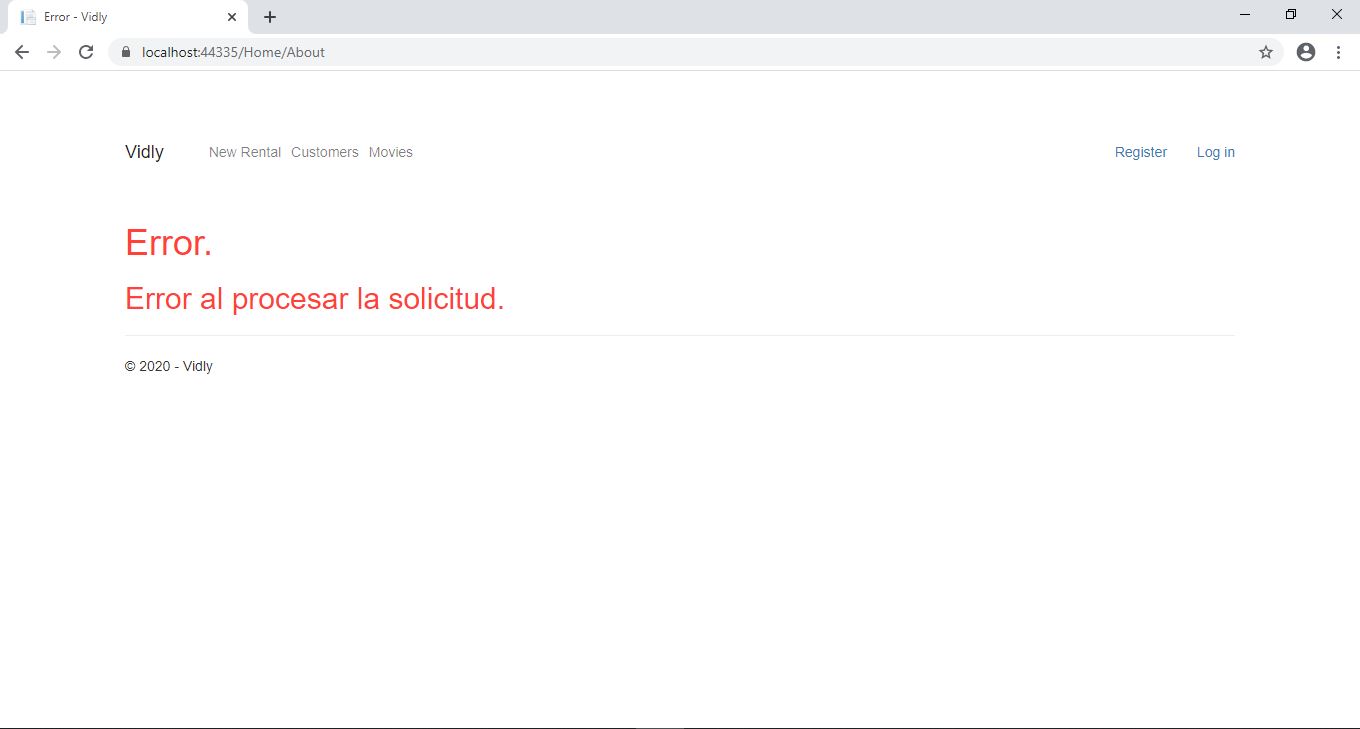 Error - Vidly
localhost:44335/Home/About
Vidly New Rental Customers Movies Register Log in
Error.
Error al procesar la solicitud.
© 2020 - Vidly